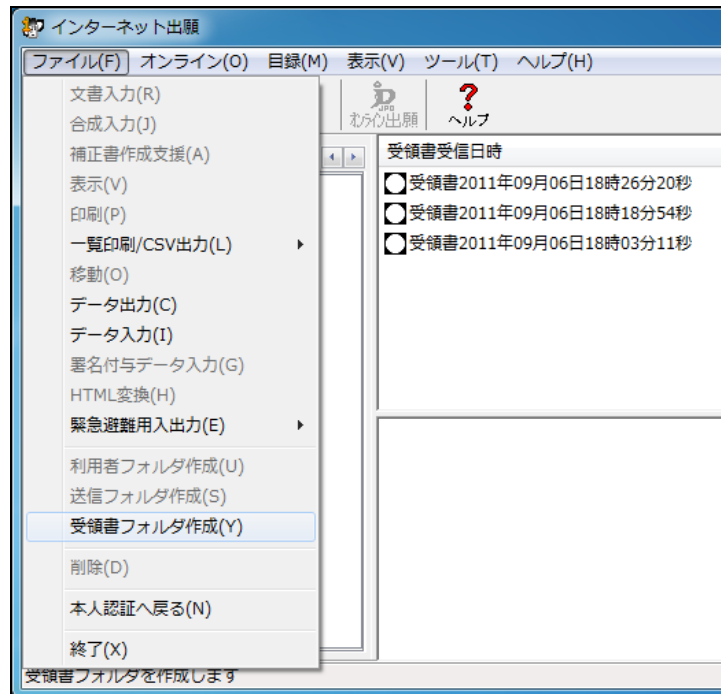 インターネット出願
ファイル(F) オンライン(O) 目録(M) 表示(V) ツール(T) ヘルプ(H)
文書入力(R)
合成入力(J)
補正書作成支援(A)
表示(V)
印刷(P)
一覧印刷/CSV出力(L)
移動(O)
データ出力(C)
データ入力(I)
署名付与データ入力(G)
HTML変換(H)
緊急避難用入出力(E)
利用者フォルダ作成(U)
送信フォルダ作成(S)
受領書フォルダ作成(Y)
削除(D)
本人認証へ戻る(N)
終了(X)
JPO
オンライン出願
?
ヘルプ
受領書受信日時
受領書2011年09月06日18時26分20秒
受領書2011年09月06日18時18分54秒
受領書2011年09月06日18時03分11秒
受領書フォルダを作成します